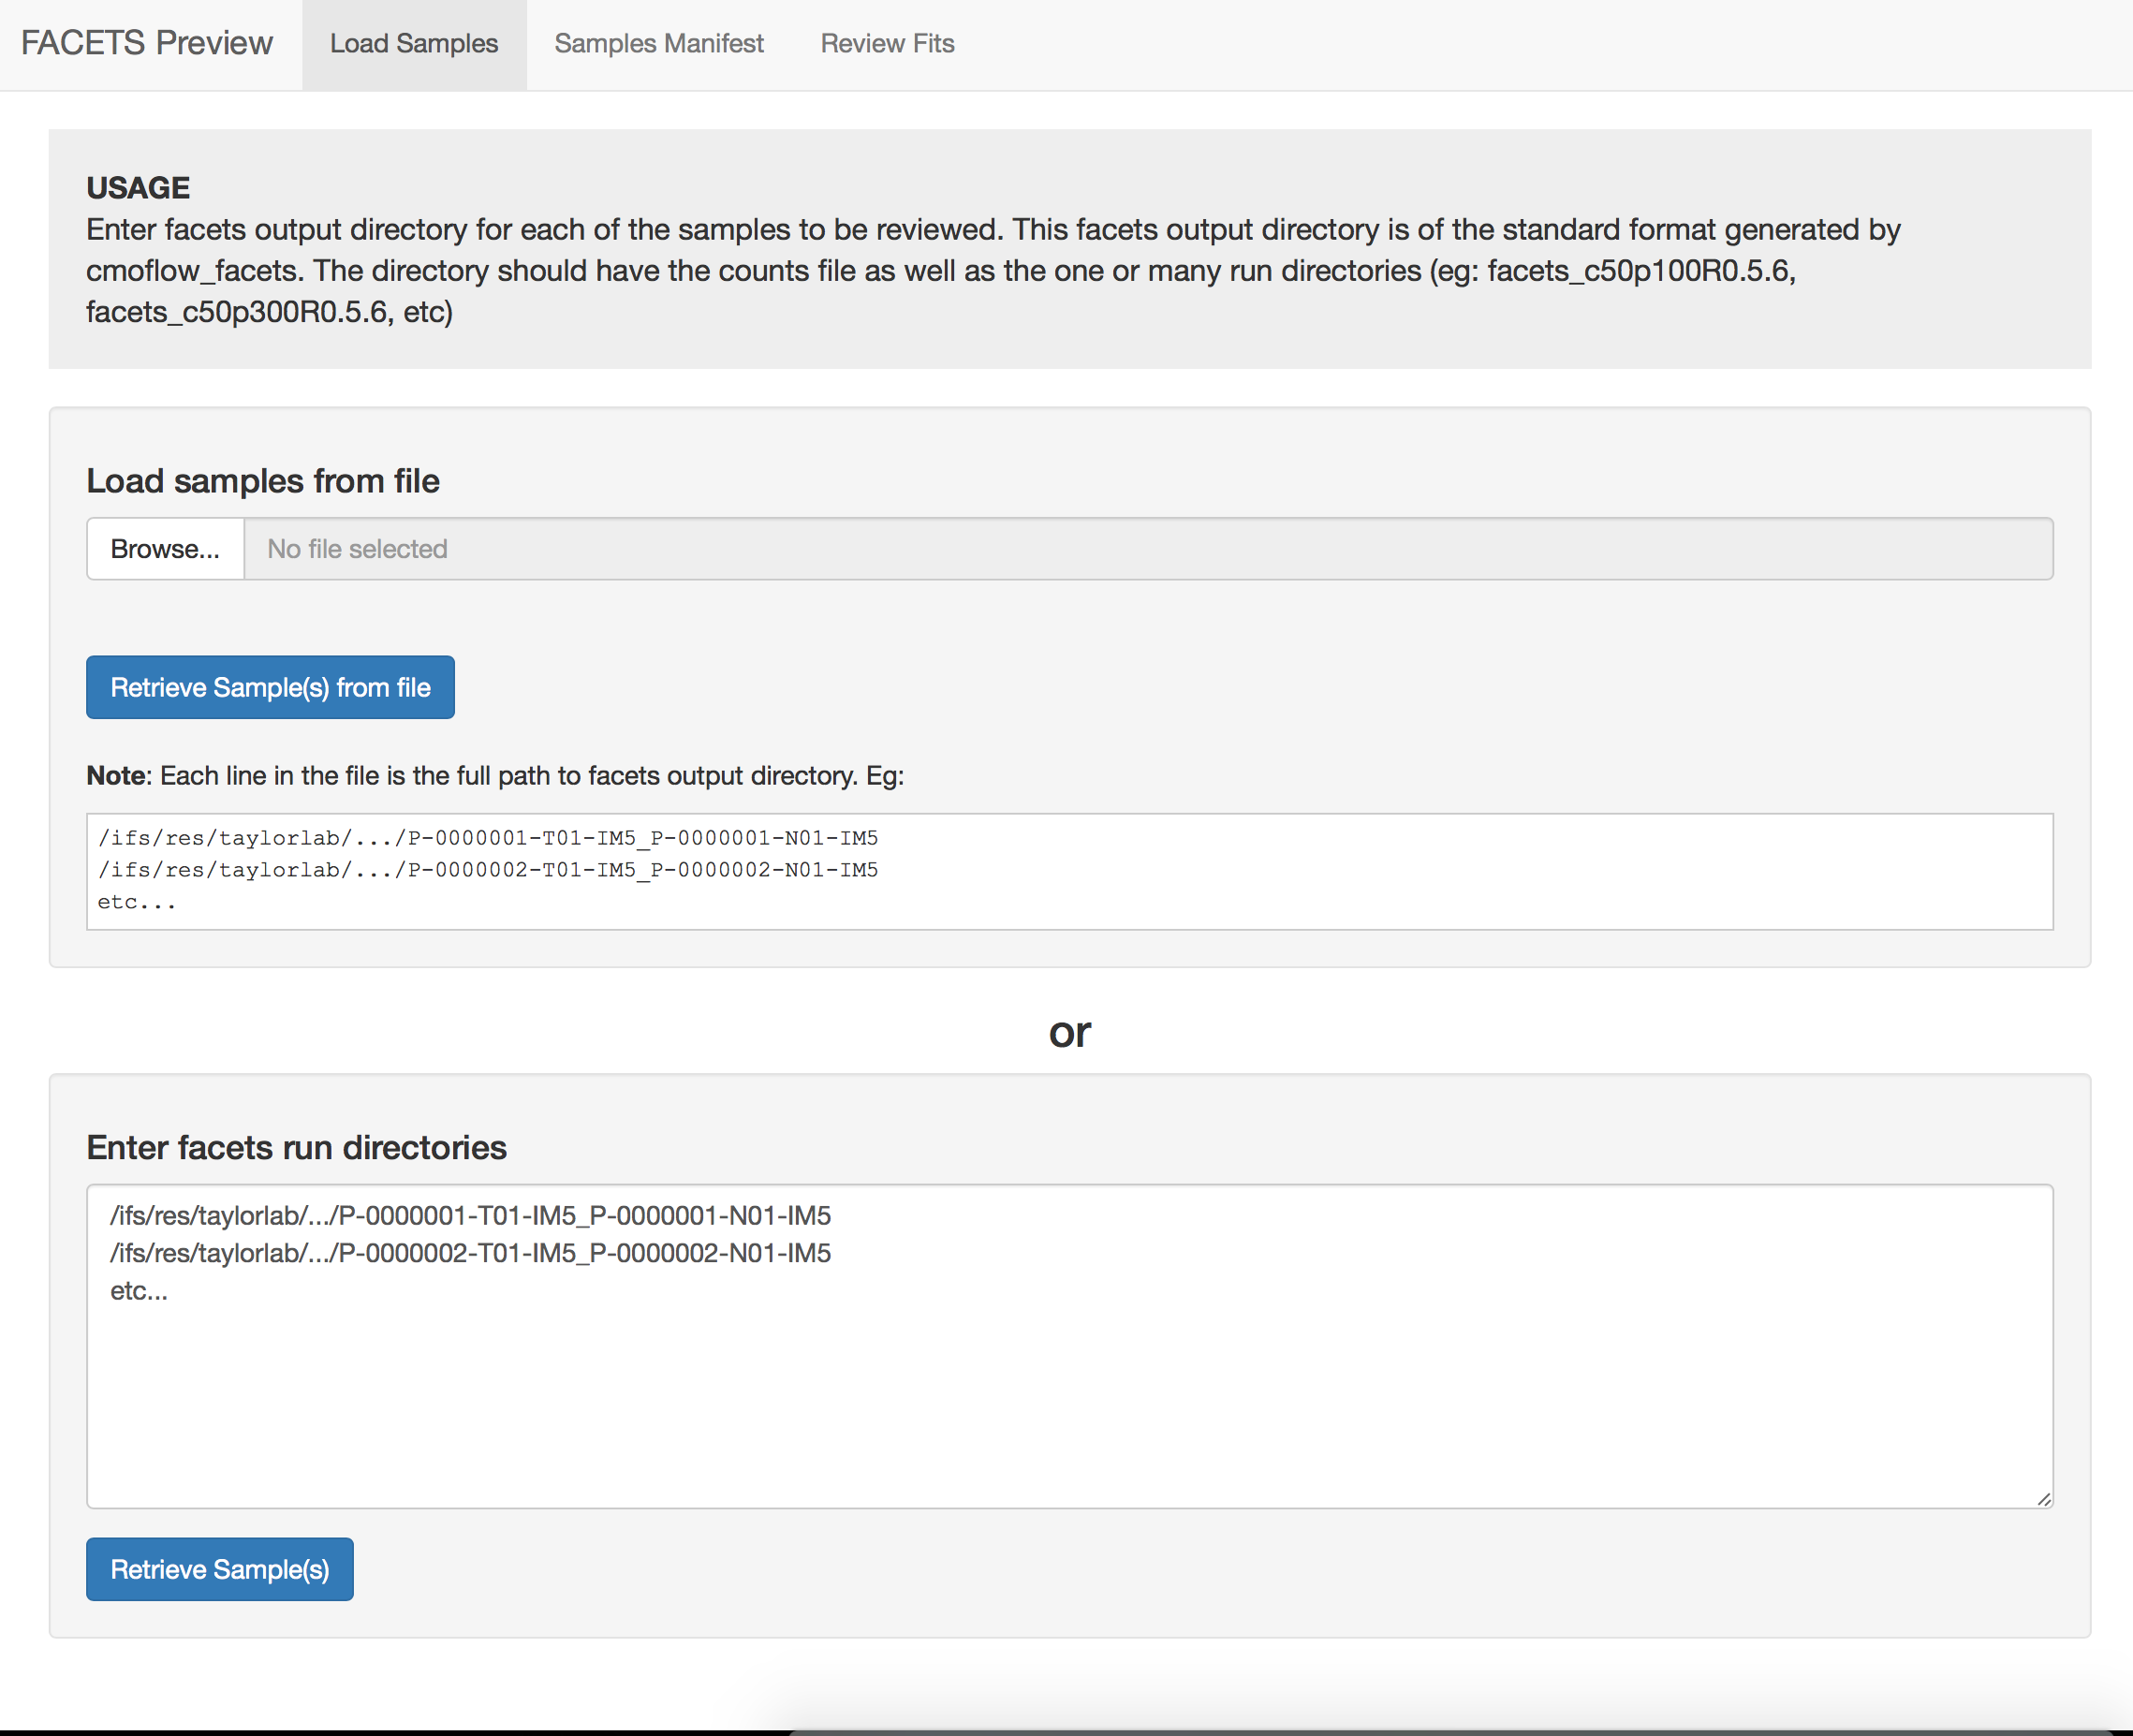 FACETS Preview Load Samples Samples Manifest Review Fits
USAGE
Enter facets output directory for each of the samples to be reviewed. This facets output directory is of the standard format generated by
cmoflow_facets. The directory should have the counts file as well as the one or many run directories (eg: facets_c50p100R0.5.6,
facets_c50p300R0.5.6, etc)
Load samples from file
Browse... No file selected
Retrieve Sample(s) from file
Note: Each line in the file is the full path to facets output directory. Eg:
/ifs/res/taylorlab/.../P-0000001-T01-IM5_P-0000001-N01-IM5
/ifs/res/taylorlab/.../P-0000002-T01-IM5_P-0000002-N01-IM5
etc...
or
Enter facets run directories
/ifs/res/taylorlab/.../P-0000001-T01-IM5_P-0000001-N01-IM5
/ifs/res/taylorlab/.../P-0000002-T01-IM5_P-0000002-N01-IM5
etc...
Retrieve Sample(s)